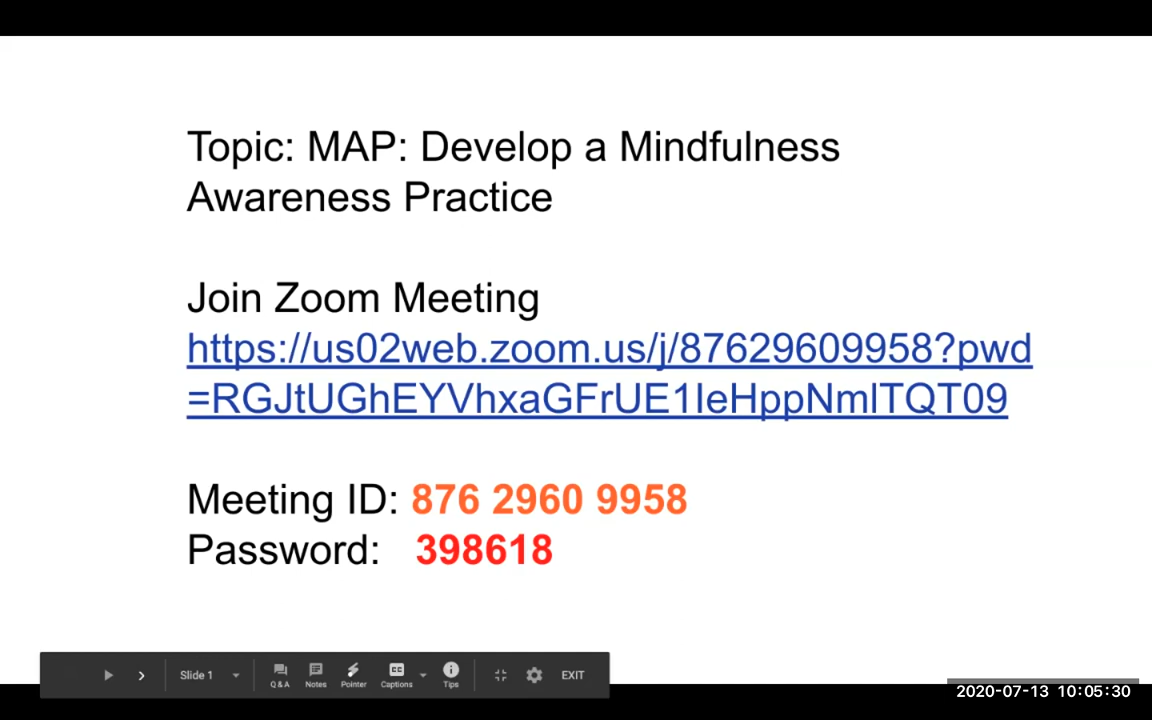 Topic: MAP: Develop a Mindfulness
Awareness Practice
Join Zoom Meeting
https://us02web.zoom.us/j/87629609958?pwd
=RGJtUGhEYVhxaGFrUE1IeHppNmlTQT09
Meeting ID: 876 2960 9958
Password: 398618
Slide 1
Q&A Notes Pointer CC Captions Tips EXIT
2020-07-13 10:05:30